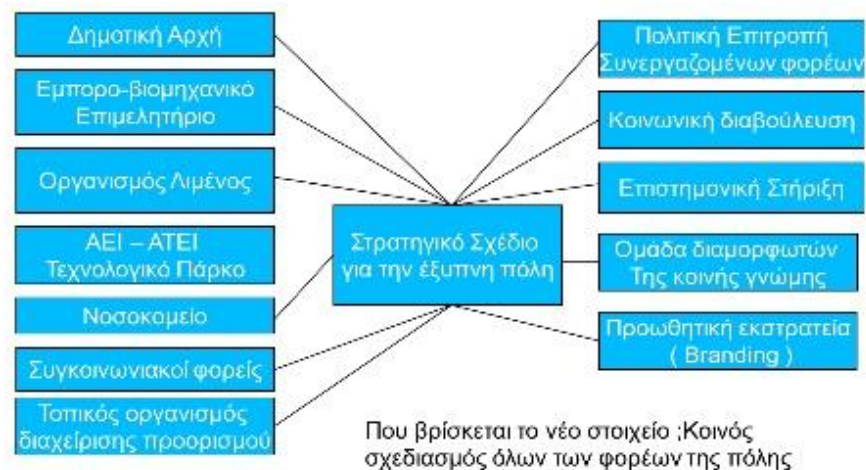 Δημοτική Αρχή
Εμπορο-βιομηχανικό
Επιμελητήριο
Οργανισμός Λιμένος
ΑΕΙ – ΑΤΕΙ
Τεχνολογικό Πάρκο
Νοσοκομείο
Συγκοινωνιακοί φορείς
Τοπικός οργανισμός
διαχείρισης προορισμού
Στρατηγικό Σχέδιο
για την έξυπνη πόλη
Πολιτική Επιτροπή
Συνεργαζομένων φορέων
Κοινωνική διαβούλευση
Επιστημονική Στήριξη
Ομάδα διαμορφωτών
Της κοινής γνώμης
Προωθητική εκστρατεία
( Branding )
Που βρίσκεται το νέο στοιχείο ;Κοινός
σχεδιασμός όλων των φορέων της πόλης